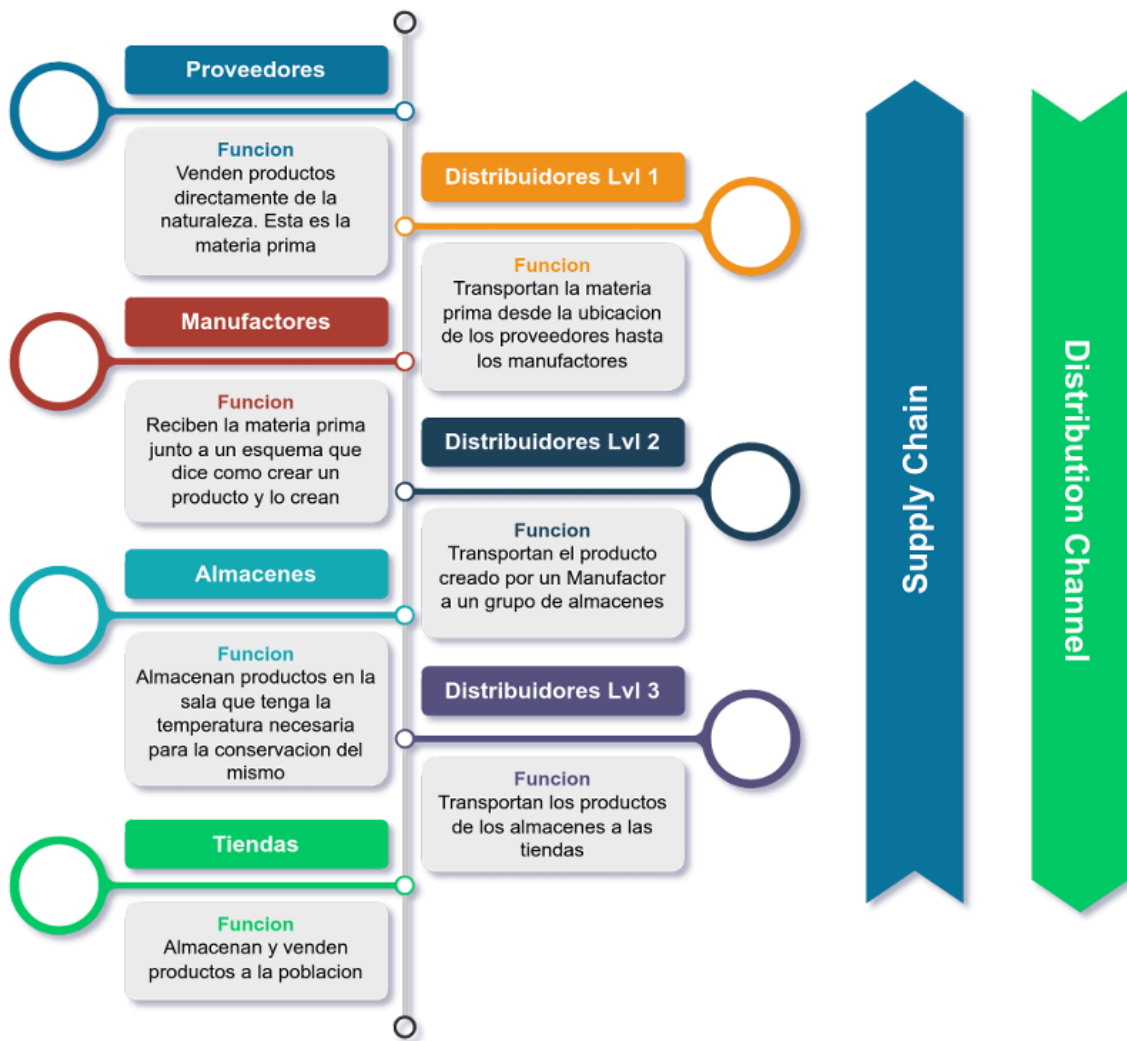 Proveedores
Funcion
Venden productos
directamente de la
naturaleza. Esta es la
materia prima
Distribuidores Lvl 1
Funcion
Transportan la materia
prima desde la ubicacion
de los proveedores hasta
los manufactores
Manufactores
Funcion
Reciben la materia prima
junto a un esquema que
dice como crear un
producto y lo crean
Distribuidores Lvl 2
Funcion
Transportan el producto
creado por un Manufactor
a un grupo de almacenes
Almacenes
Funcion
Almacenan productos en la
sala que tenga la
temperatura necesaria
para la conservacion del
mismo
Distribuidores Lvl 3
Funcion
Transportan los productos
de los almacenes a las
tiendas
Tiendas
Funcion
Almacenan y venden
productos a la poblacion
Supply Chain
Distribution Channel